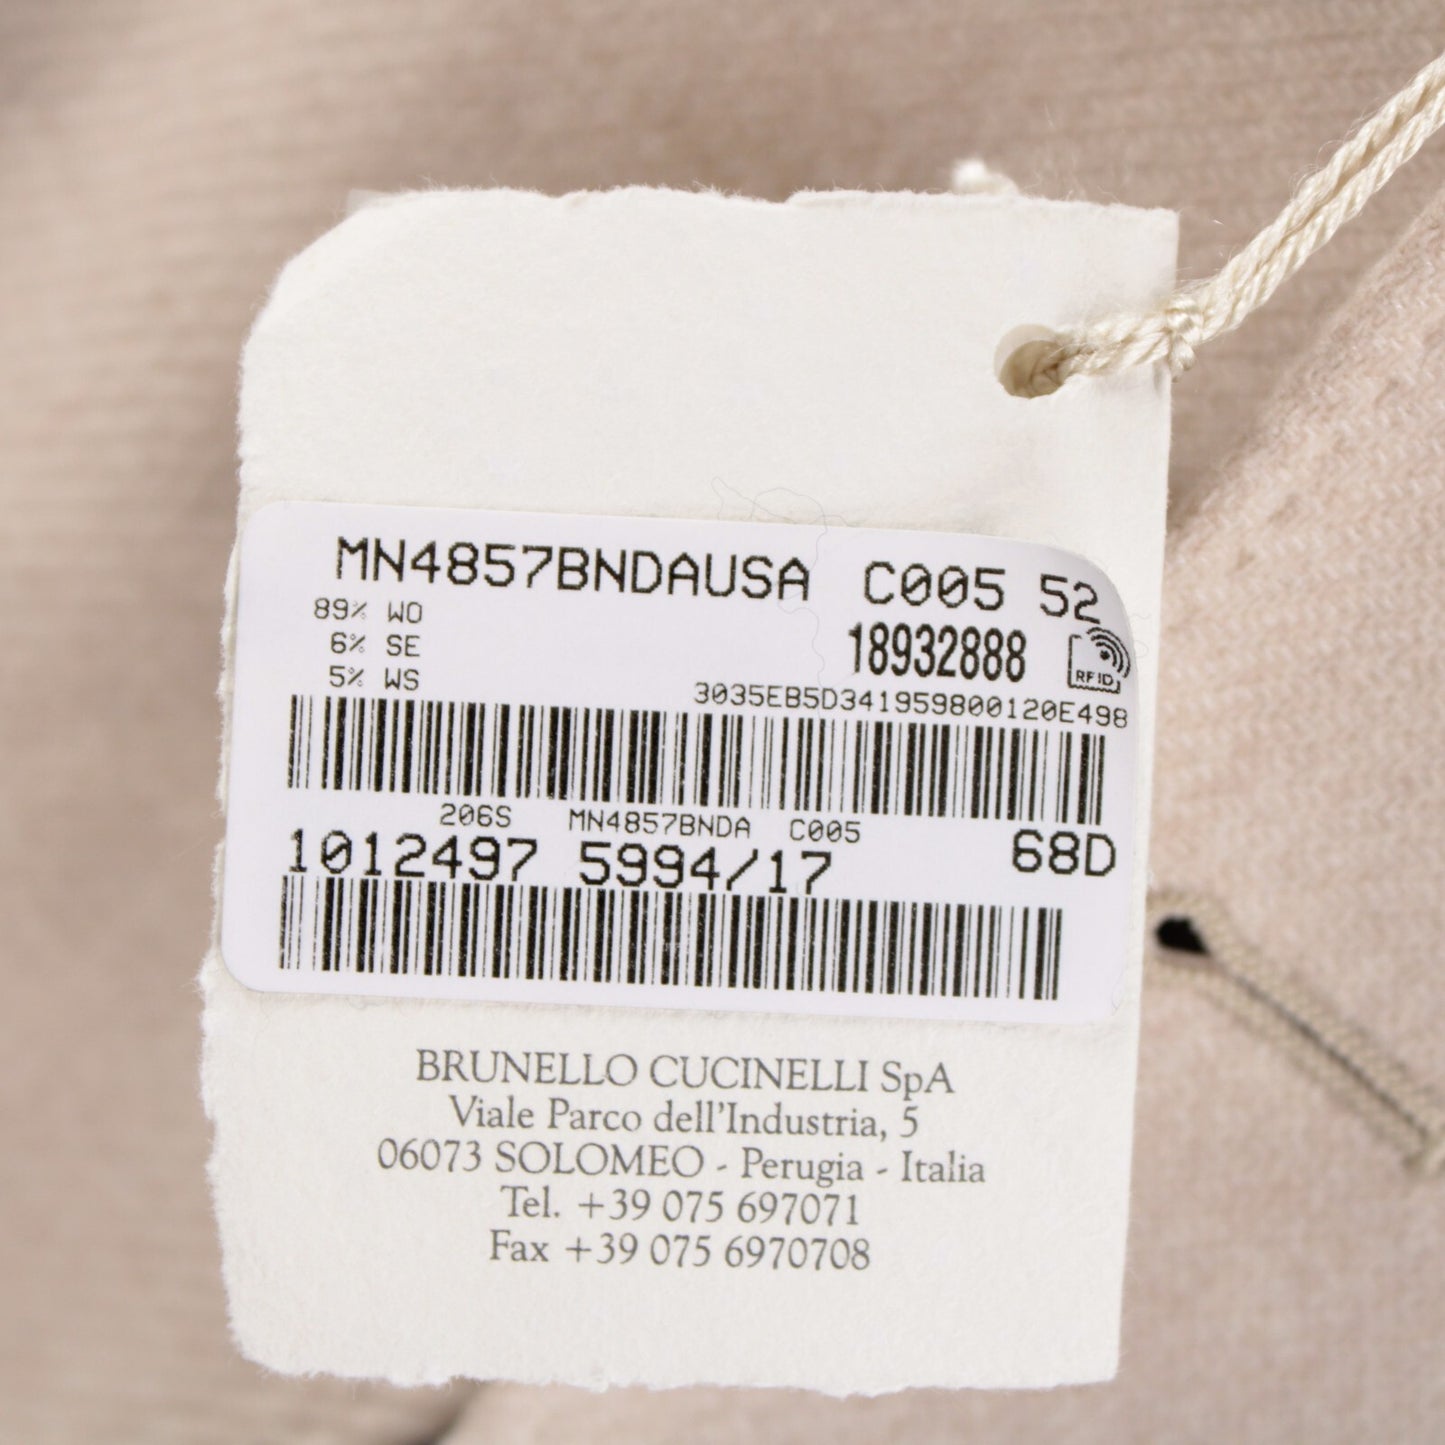 MN4857BNDAUSA C005 52
89% WO
6% SE
5% WS
18932888
RFID
3035EB5D341959800120E498
206S MN4857BNDA C005
1012497 5994/17 68D
BRUNELLO CUCINELLI SpA
Viale Parco dell'Industria, 5
06073 SOLOMEO - Perugia - Italia
Tel. +39 075 697071
Fax +39 075 6970708